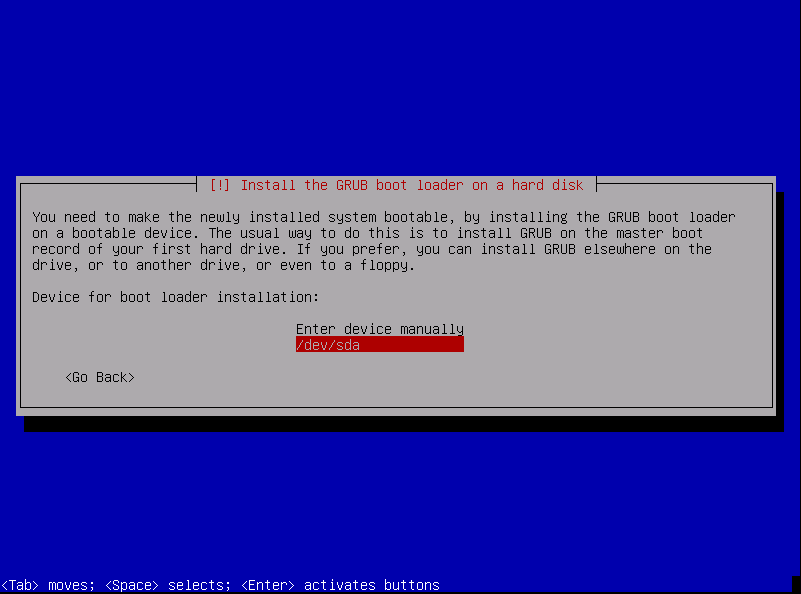 [!] Install the GRUB boot loader on a hard disk
You need to make the newly installed system bootable, by installing the GRUB boot loader
on a bootable device. The usual way to do this is to install GRUB on the master boot
record of your first hard drive. If you prefer, you can install GRUB elsewhere on the
drive, or to another drive, or even to a floppy.
Device for boot loader installation:
Enter device manually
/dev/sda
<Go Back>
<Tab> moves; <Space> selects; <Enter> activates buttons